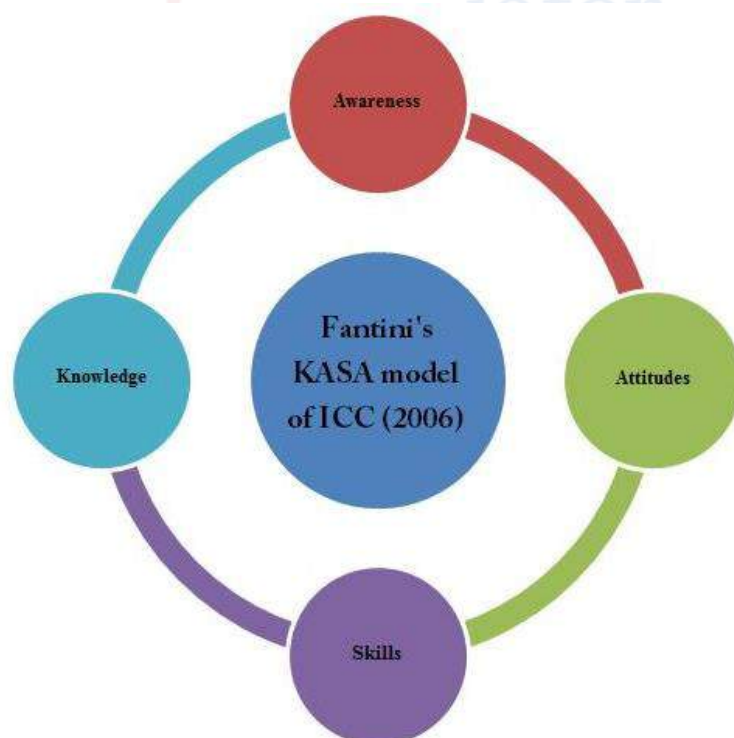 Awareness
Fantini's
KASA model
of ICC (2006)
Knowledge
Attitudes
Skills